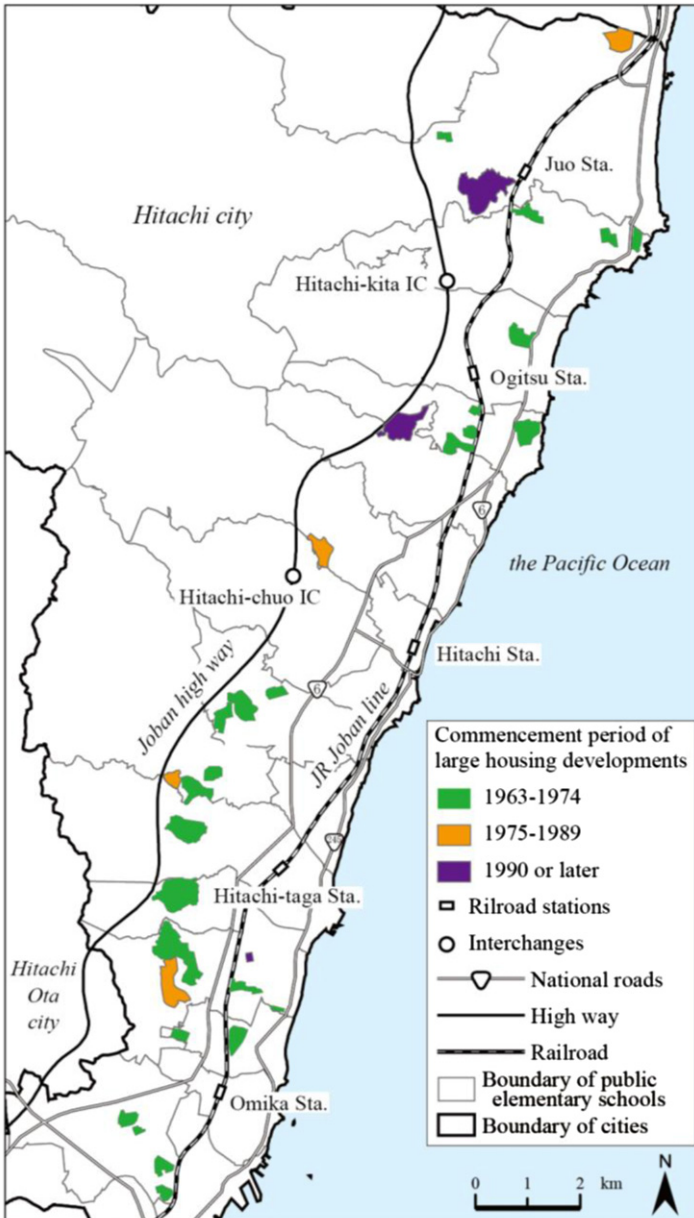 Juo Sta.
Hitachi city
Hitachi-kita IC
Ogitsu Sta.
6
the Pacific Ocean
Hitachi-chuo IC
Hitachi Sta.
Joban high way
6
JR Joban line
Commencement period of
large housing developments
1963-1974
1975-1989
1990 or later
Rilroad stations
Interchanges
National roads
High way
Railroad
Boundary of public
elementary schools
Boundary of cities
Hitachi-taga Sta.
Hitachi
Ota
city
Omika Sta.
0 1 2 km
N